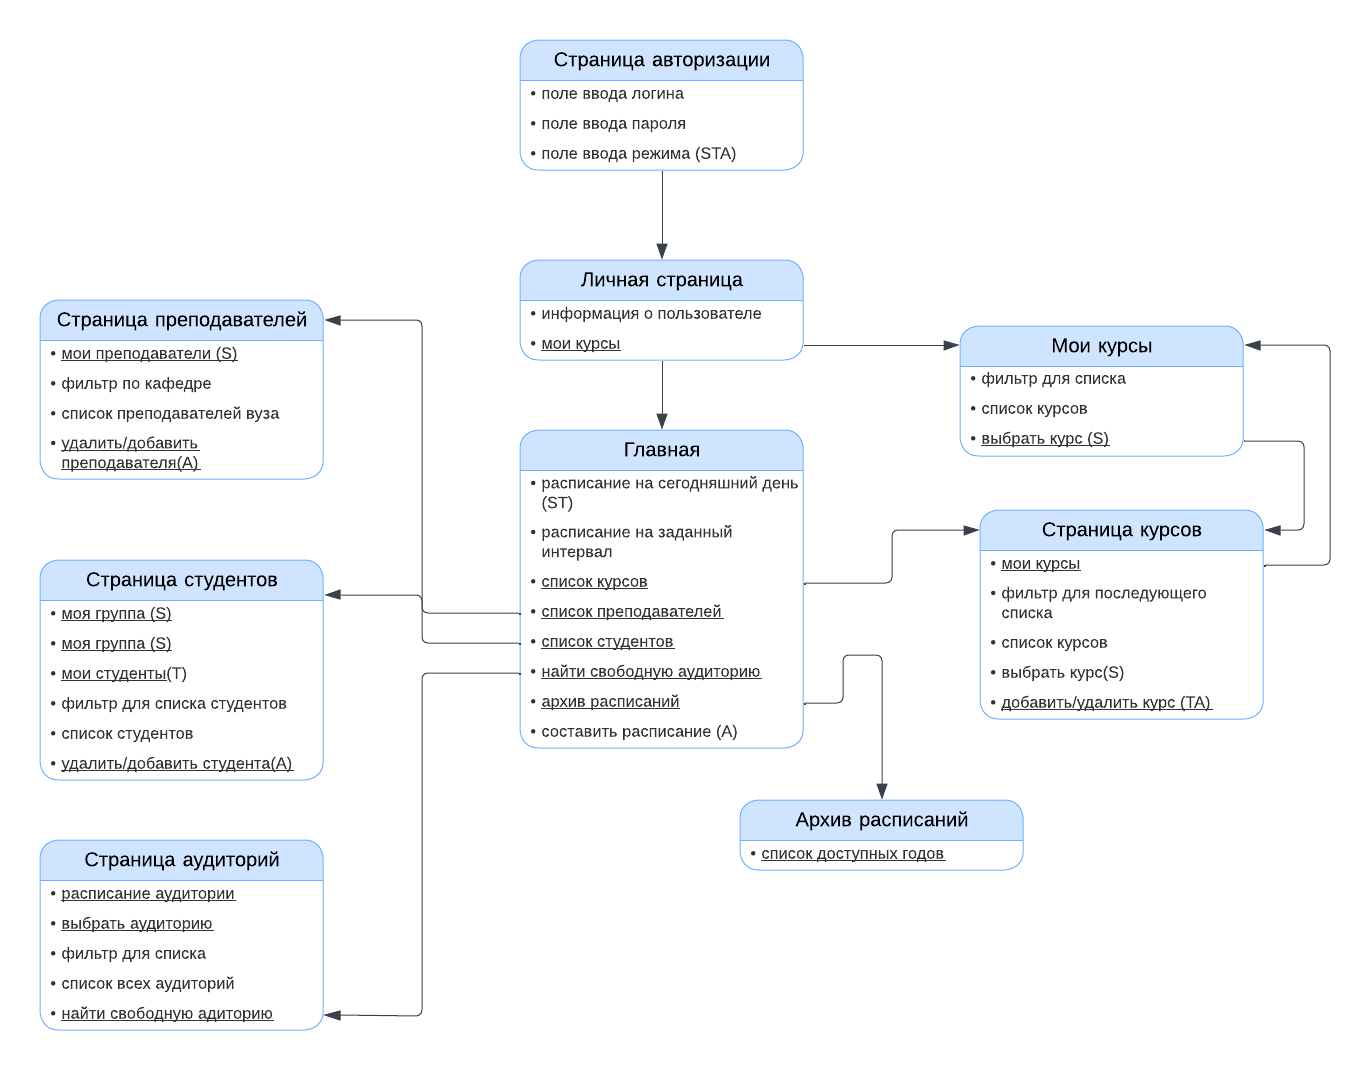 Страница авторизации
• поле ввода логина
• поле ввода пароля
• поле ввода режима (STA)
Личная страница
• информация о пользователе
• мои курсы
Страница преподавателей
• мои преподаватели (S)
• фильтр по кафедре
• список преподавателей вуза
• удалить/добавить
преподавателя(A)
Мои курсы
• фильтр для списка
• список курсов
• выбрать курс (S)
Главная
• расписание на сегодняшний день
(ST)
• расписание на заданный
интервал
• список курсов
• список преподавателей
• список студентов
• найти свободную аудиторию
• архив расписаний
• составить расписание (A)
Страница курсов
• мои курсы
• фильтр для последующего
списка
• список курсов
• выбрать курс(S)
• добавить/удалить курс (TA)
Страница студентов
• моя группа (S)
• моя группа (S)
• мои студенты(T)
• фильтр для списка студентов
• список студентов
• удалить/добавить студента(A)
Архив расписаний
• список доступных годов
Страница аудиторий
• расписание аудитории
• выбрать аудиторию
• фильтр для списка
• список всех аудиторий
• найти свободную адиторию